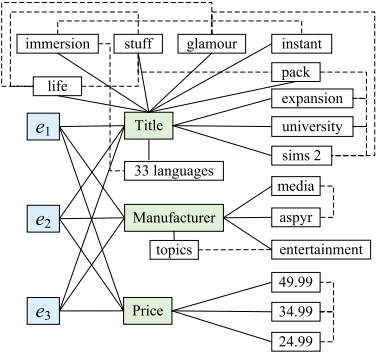 immersion stuff glamour instant
life pack
expansion
e1 Title university
sims 2
33 languages
media
e2 Manufacturer aspyr
topics entertainment
49.99
e3 Price 34.99
24.99